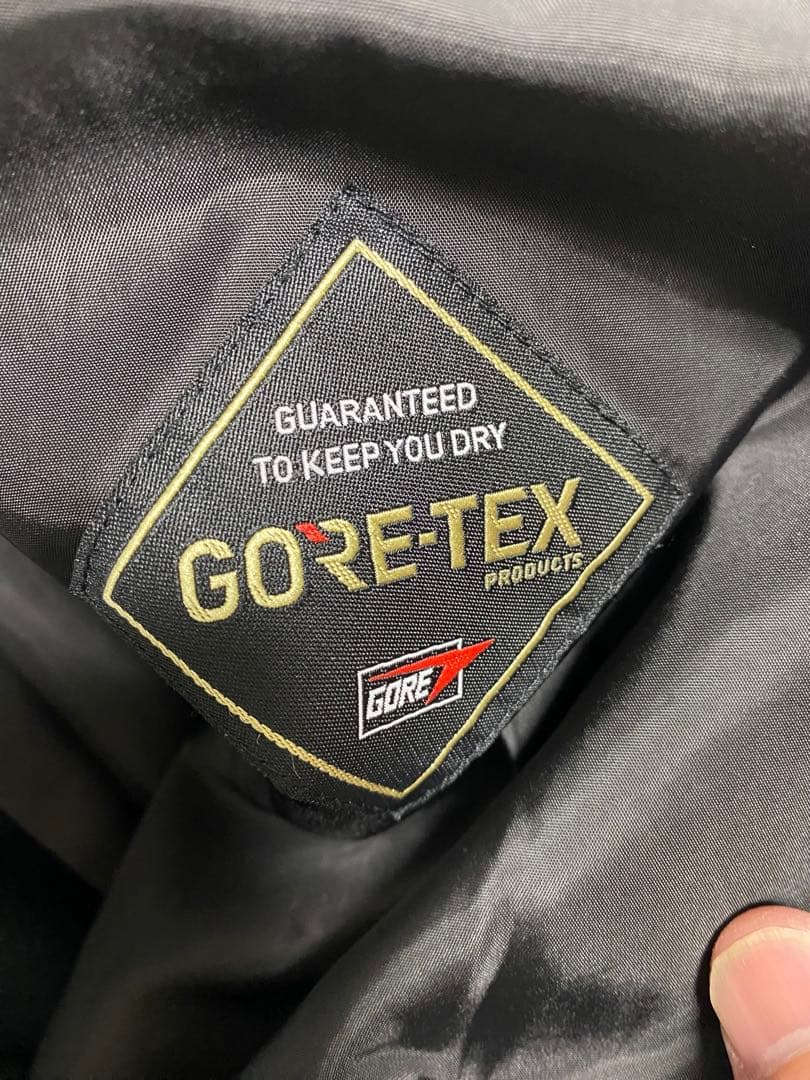 GUARANTEED
TO KEEP YOU DRY
GORE-TEX
PRODUCTS
GORE